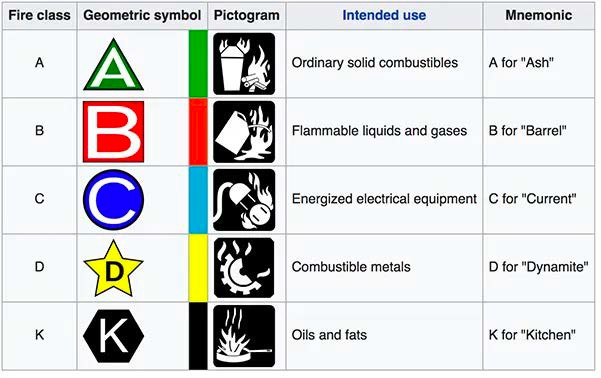 Fire class Geometric symbol Pictogram Intended use Mnemonic
A A Ordinary solid combustibles A for "Ash"
B B Flammable liquids and gases B for "Barrel"
C C Energized electrical equipment C for "Current"
D D Combustible metals D for "Dynamite"
K K Oils and fats K for "Kitchen"